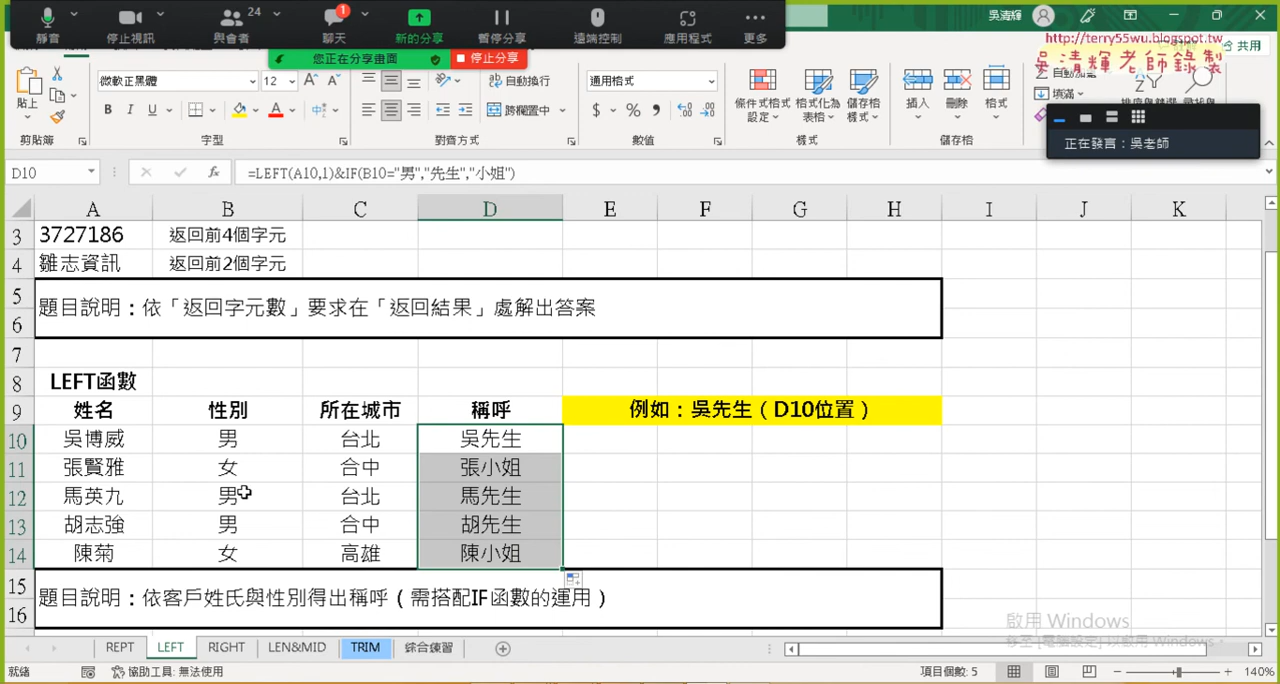 靜音 停止視訊 與會者 24 聊天 1 新的分享 暫停分享 遠端控制 應用程式 更多
吳清輝
您正在分享畫面 停止分享
http://terry55wu.blogspot.tw
吳清輝老師錄製
共用
貼上 微軟正黑體 12 自動換行 通用格式
B I U 跨欄置中 $ % 條件式格式設定 格式化為表格 儲存格樣式 插入 刪除 格式 填滿
剪貼簿 字型 對齊方式 數值 樣式 儲存格
正在發言：吳老師
D10 fx =LEFT(A10,1)&IF(B10="男","先生","小姐")
A B C D E F G H I J K
3 3727186 返回前4個字元
4 雛志資訊 返回前2個字元
5 題目說明：依「返回字元數」要求在「返回結果」處解出答案
6
7
8 LEFT函數
9 姓名 性別 所在城市 稱呼 例如：吳先生（D10位置）
10 吳博威 男 台北 吳先生
11 張賢雅 女 台中 張小姐
12 馬英九 男 台北 馬先生
13 胡志強 男 台中 胡先生
14 陳菊 女 高雄 陳小姐
15 題目說明：依客戶姓氏與性別得出稱呼（需搭配IF函數的運用）
16
啟用 Windows
移至 [電腦設定] 以啟用 Windows。
REPT LEFT RIGHT LEN&MID TRIM 綜合練習
就緒 協助工具: 無法使用 項目個數: 5 140%